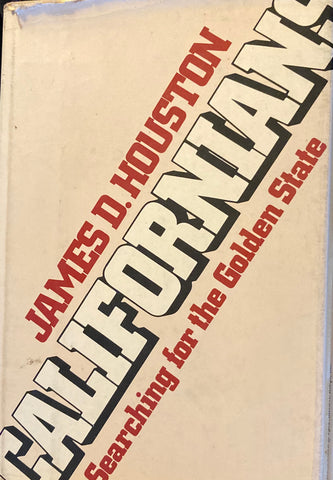 JAMES D. HOUSTON
CALIFORNIANS
Searching for the Golden State